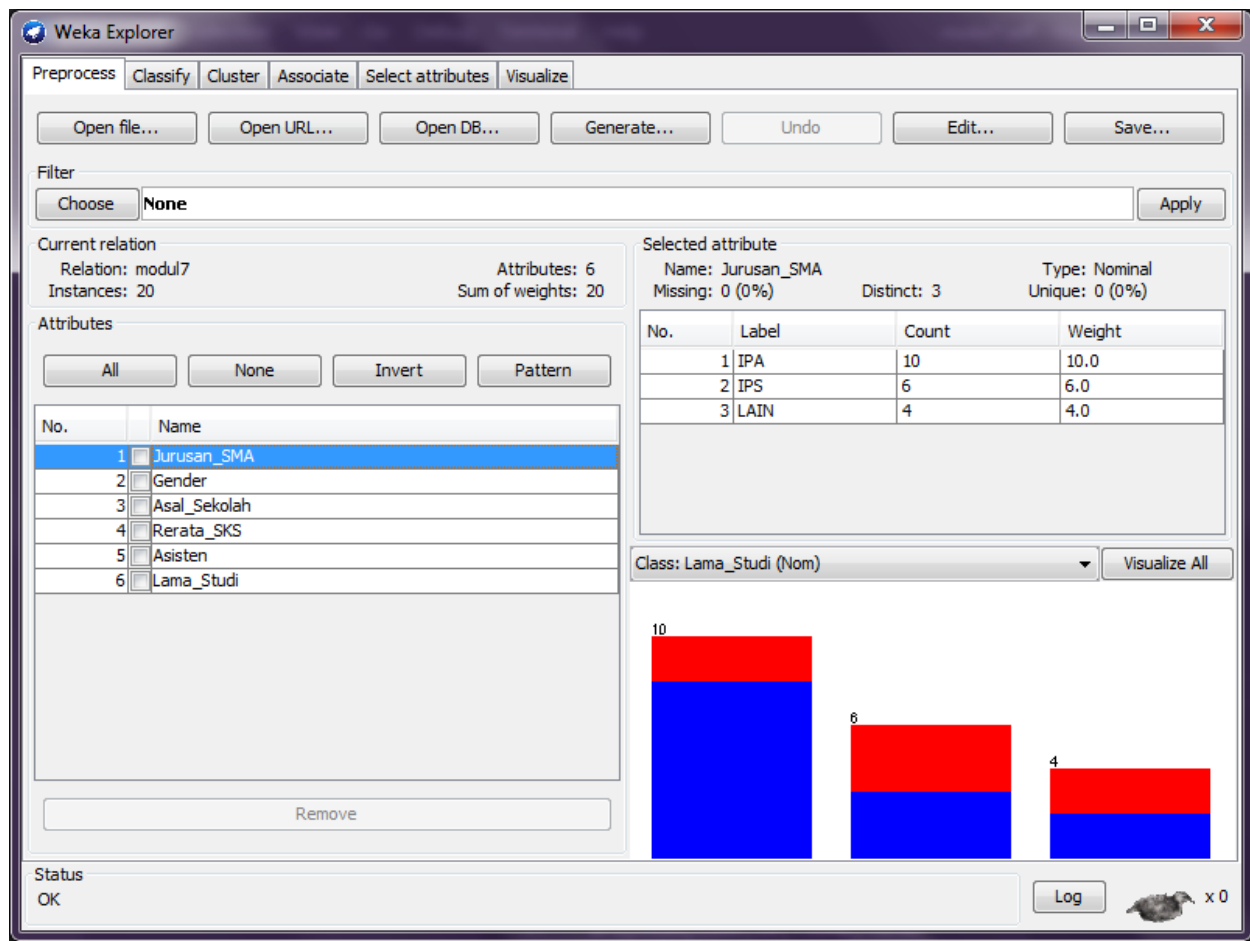 Weka Explorer
Preprocess Classify Cluster Associate Select attributes Visualize
Open file... Open URL... Open DB... Generate... Undo Edit... Save...
Filter
Choose None Apply
Current relation
Relation: modul7 Attributes: 6
Instances: 20 Sum of weights: 20
Attributes
All None Invert Pattern
No. Name
1 Jurusan_SMA
2 Gender
3 Asal_Sekolah
4 Rerata_SKS
5 Asisten
6 Lama_Studi
Remove
Selected attribute
Name: Jurusan_SMA Type: Nominal
Missing: 0 (0%) Distinct: 3 Unique: 0 (0%)
No. Label Count Weight
1 IPA 10 10.0
2 IPS 6 6.0
3 LAIN 4 4.0
Class: Lama_Studi (Nom) Visualize All
10
6
4
Status
OK
Log x 0